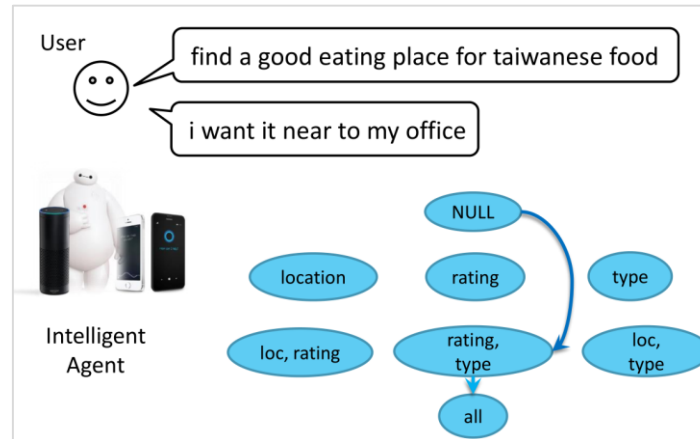 User
find a good eating place for taiwanese food
i want it near to my office
NULL
location
rating
type
Intelligent
Agent
loc, rating
rating,
type
loc,
type
all